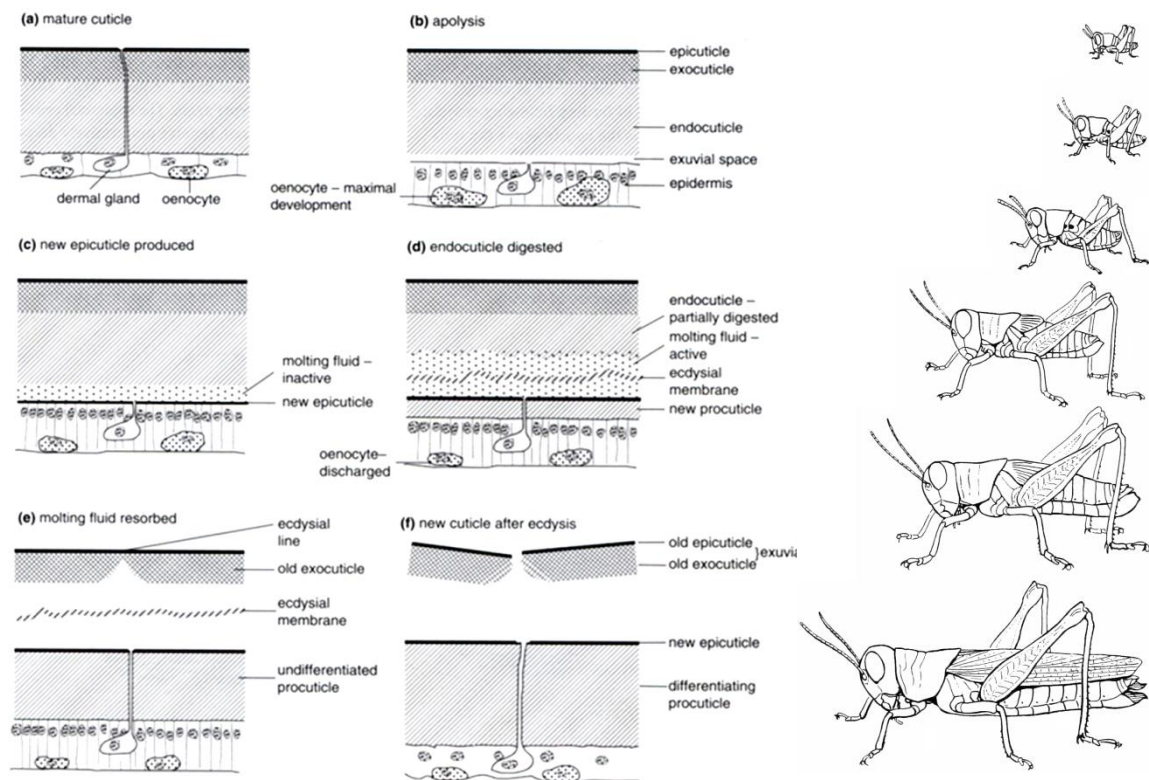 (a) mature cuticle
dermal gland
oenocyte
(b) apolysis
epicuticle
exocuticle
endocuticle
exuvial space
epidermis
oenocyte – maximal
development
(c) new epicuticle produced
molting fluid –
inactive
new epicuticle
(d) endocuticle digested
endocuticle –
partially digested
molting fluid –
active
ecdysial
membrane
new procuticle
oenocyte–
discharged
(e) molting fluid resorbed
ecdysial
line
old exocuticle
ecdysial
membrane
undifferentiated
procuticle
(f) new cuticle after ecdysis
old epicuticle
old exocuticle
}exuvia
new epicuticle
differentiating
procuticle